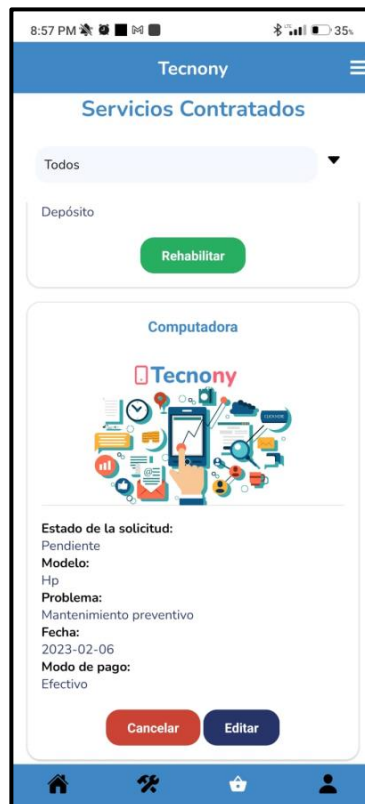 8:57 PM
35%
Tecnony
Servicios Contratados
Todos
Depósito
Rehabilitar
Computadora
Tecnony
Estado de la solicitud:
Pendiente
Modelo:
Hp
Problema:
Mantenimiento preventivo
Fecha:
2023-02-06
Modo de pago:
Efectivo
Cancelar
Editar